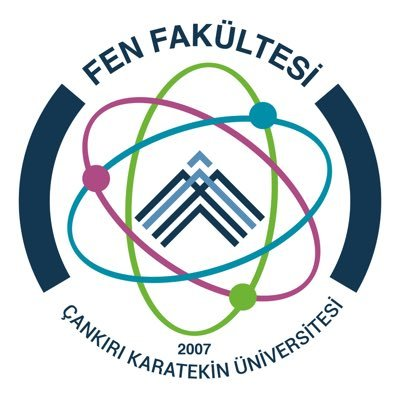 FEN FAKÜLTESİ
2007
ÇANKIRI KARATEKİN ÜNİVERSİTESİ